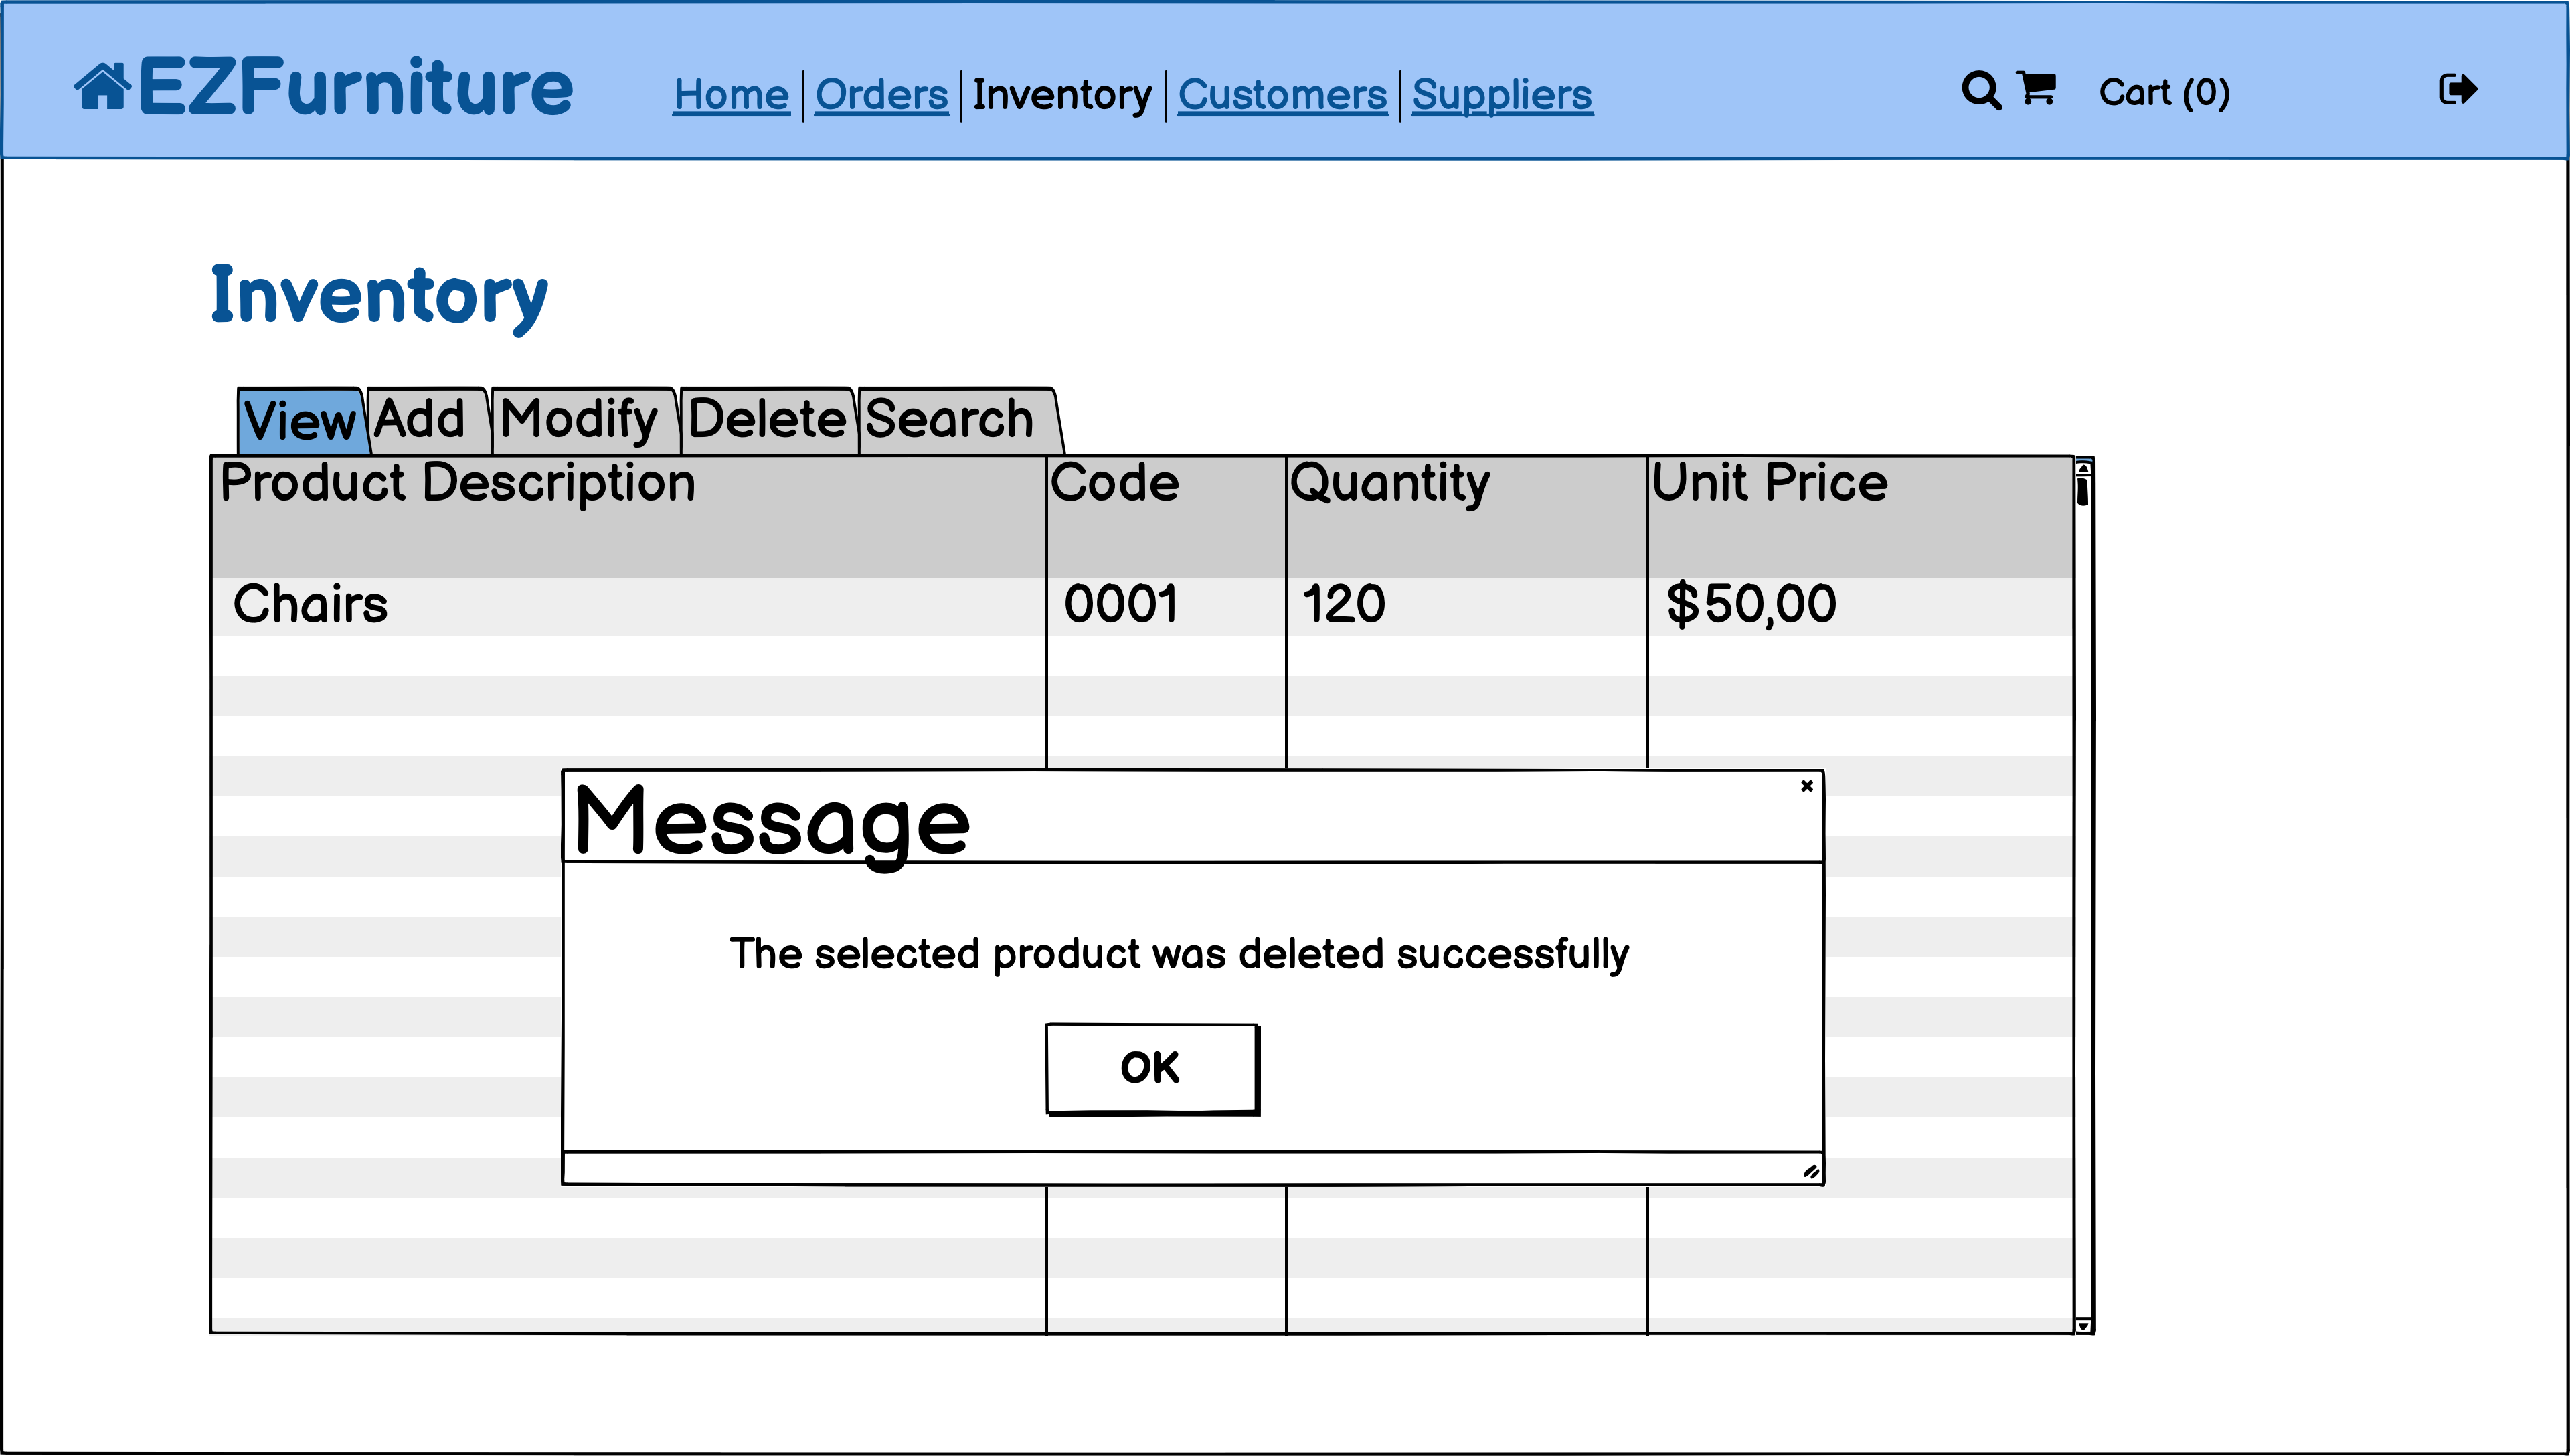 EZFurniture Home Orders Inventory Customers Suppliers Cart (0)
Inventory
View Add Modify Delete Search
Product Description Code Quantity Unit Price
Chairs 0001 120 $50,00
Message
The selected product was deleted successfully
OK